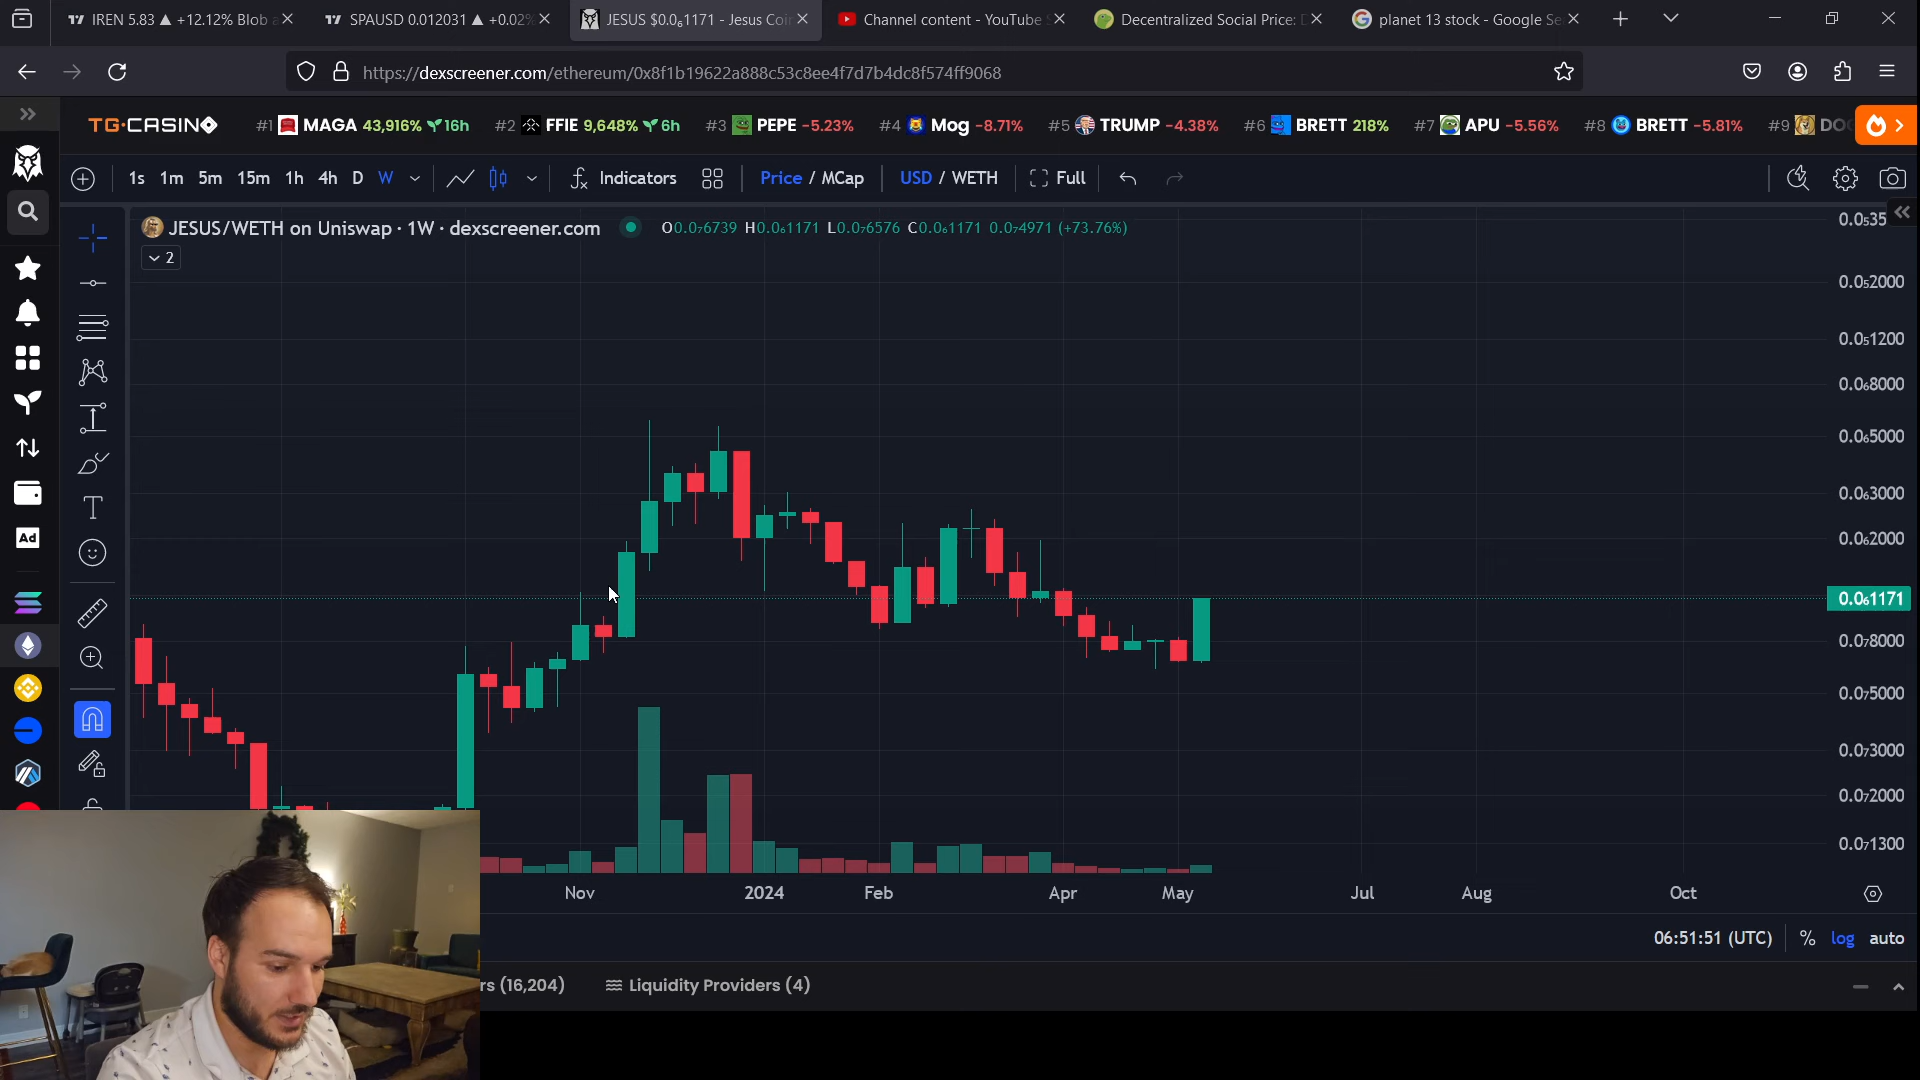 IREN 5.83 ▲ +12.12% Blob a
SPAUSD 0.012031 ▲ +0.02%
JESUS $0.0₆1171 - Jesus Coin
Channel content - YouTube S
Decentralized Social Price: D
planet 13 stock - Google Se
https://dexscreener.com/ethereum/0x8f1b19622a888c53c8ee4f7d7b4dc8f574ff9068
TG·CASINO
#1 MAGA 43,916% 16h
#2 FFIE 9,648% 6h
#3 PEPE -5.23%
#4 Mog -8.71%
#5 TRUMP -4.38%
#6 BRETT 218%
#7 APU -5.56%
#8 BRETT -5.81%
#9 DO
1s 1m 5m 15m 1h 4h D W
Indicators
Price / MCap
USD / WETH
Full
JESUS/WETH on Uniswap · 1W · dexscreener.com
O0.0₇6739 H0.0₆1171 L0.0₇6576 C0.0₆1171 0.0₇4971 (+73.76%)
2
0.0₅35
0.0₅2000
0.0₅1200
0.0₆8000
0.0₆5000
0.0₆3000
0.0₆2000
0.0₆1171
0.0₇8000
0.0₇5000
0.0₇3000
0.0₇2000
0.0₇1300
T
Ad
Nov 2024 Feb Apr May Jul Aug Oct
06:51:51 (UTC) % log auto
rs (16,204)
Liquidity Providers (4)